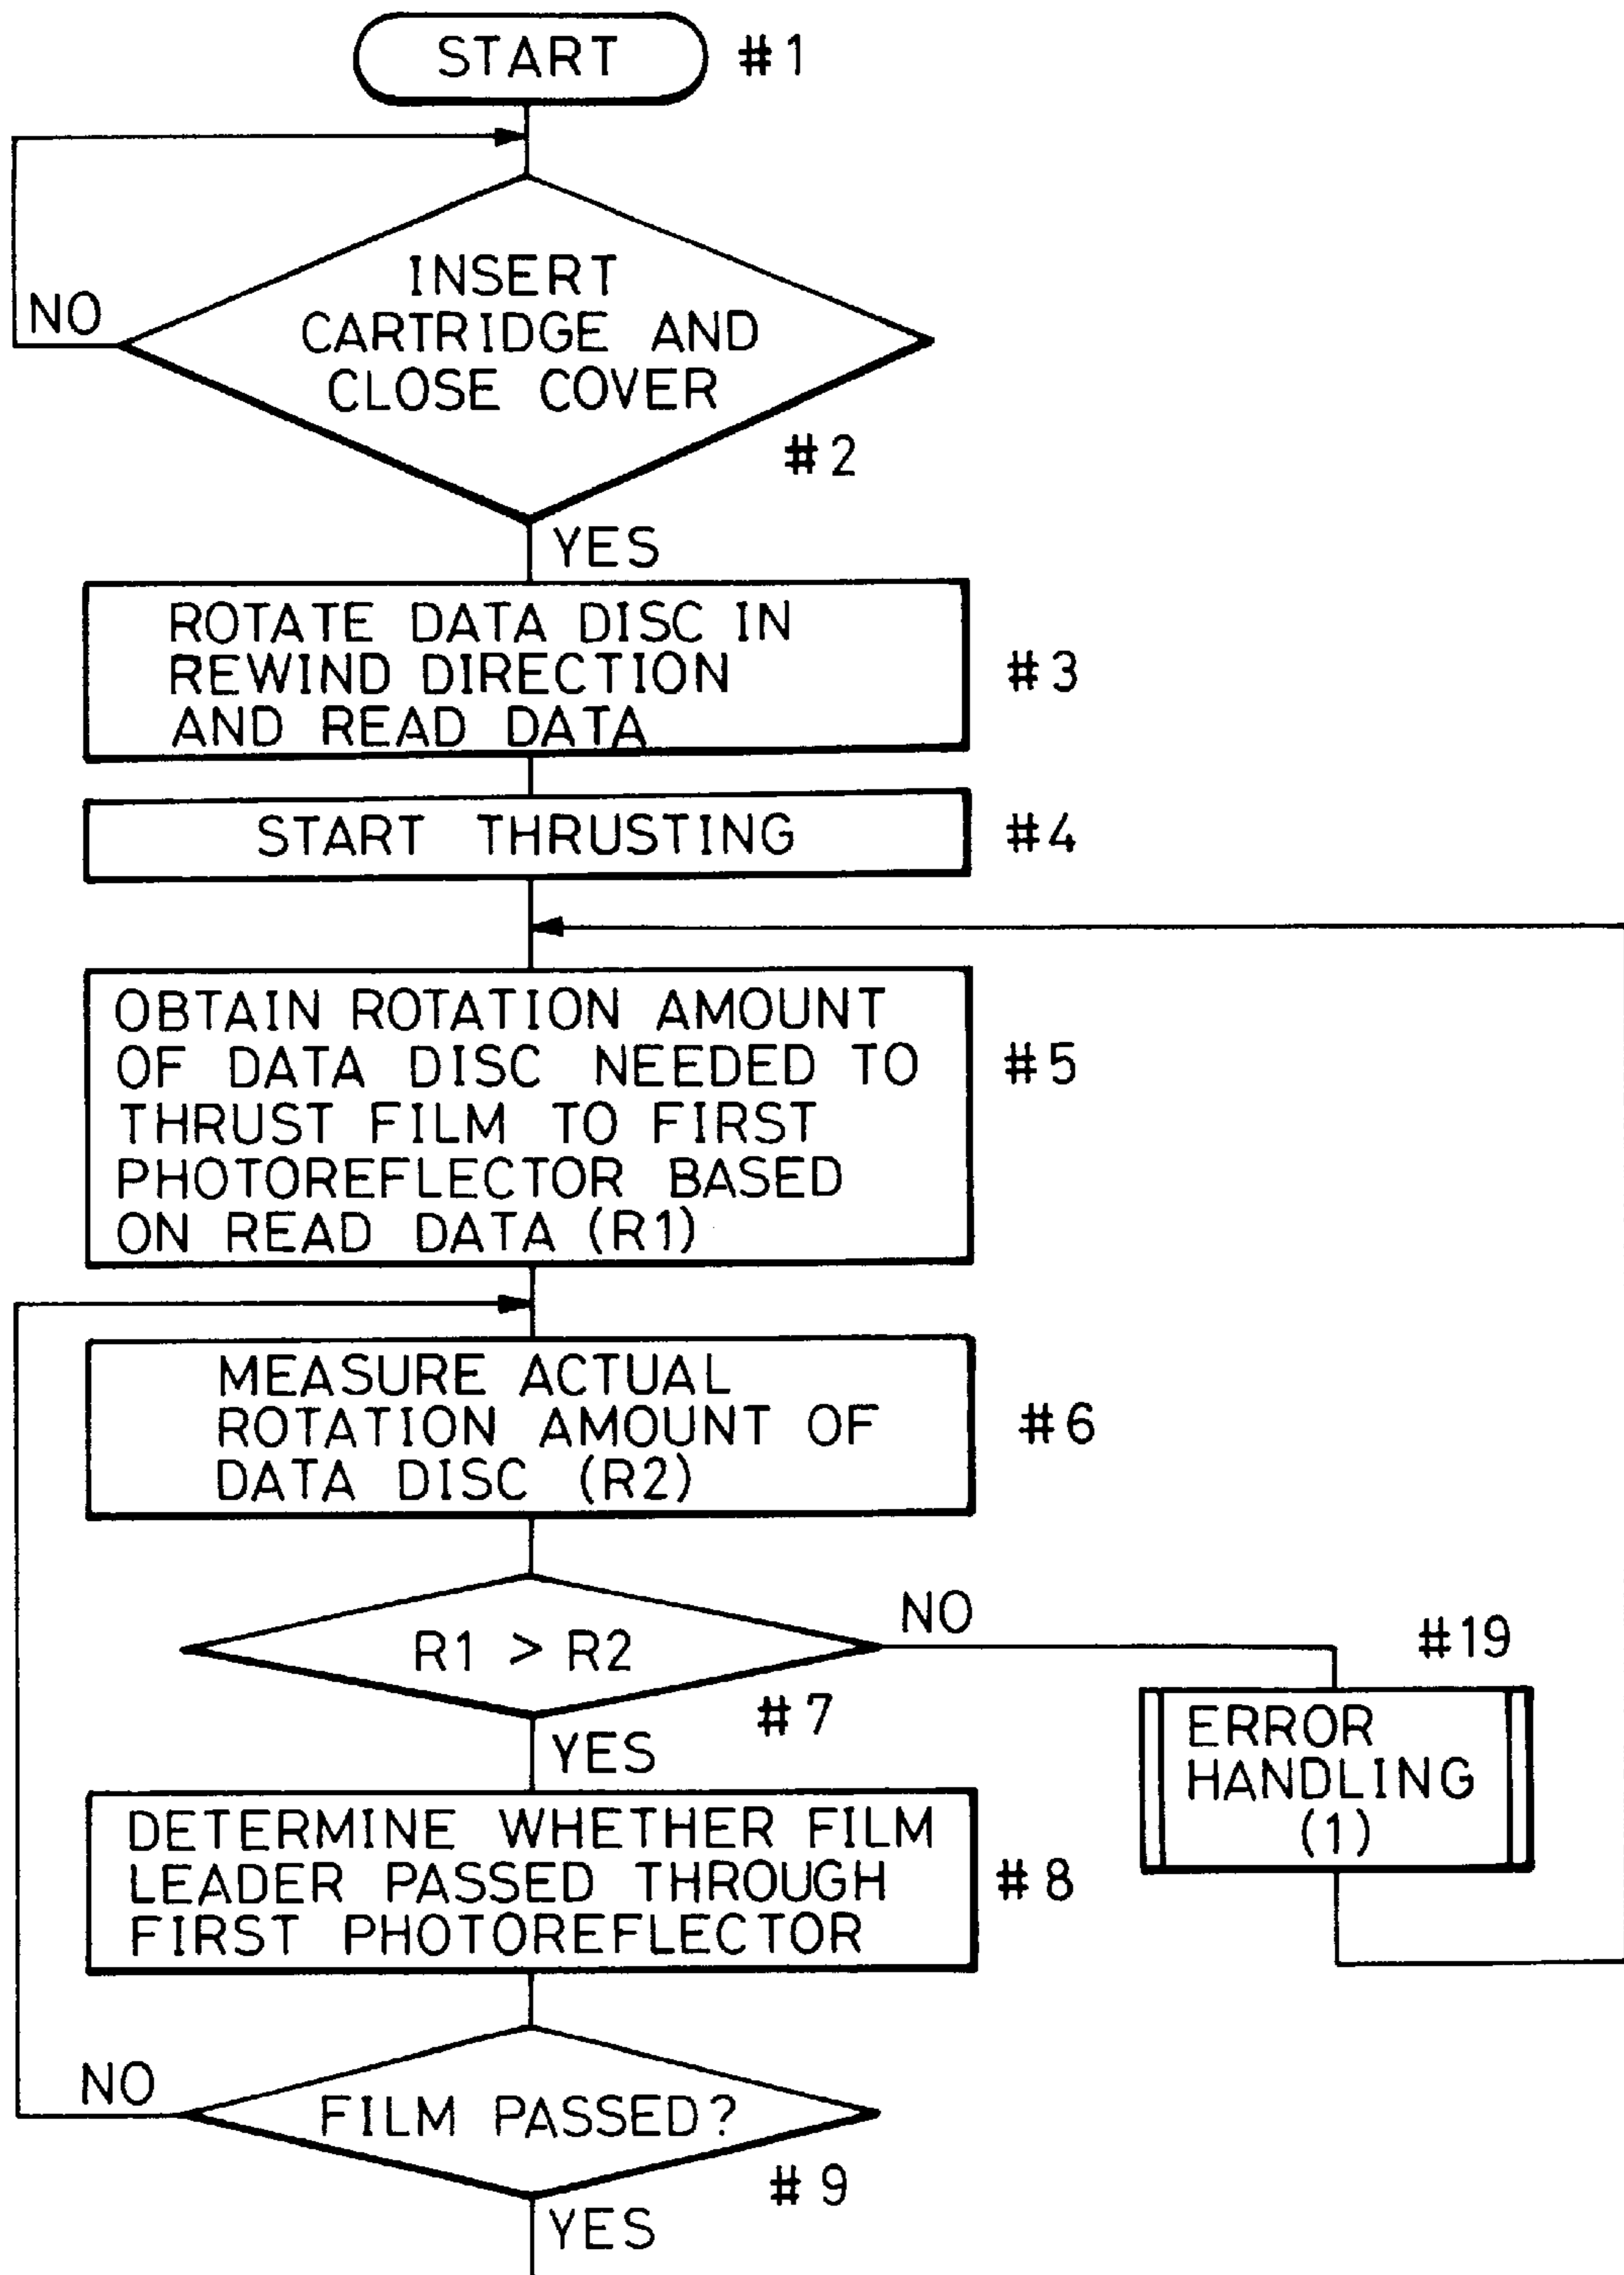 START #1
NO
INSERT
CARTRIDGE AND
CLOSE COVER
#2
YES
ROTATE DATA DISC IN
REWIND DIRECTION
AND READ DATA
#3
START THRUSTING #4
OBTAIN ROTATION AMOUNT
OF DATA DISC NEEDED TO
THRUST FILM TO FIRST
PHOTOREFLECTOR BASED
ON READ DATA (R1)
#5
MEASURE ACTUAL
ROTATION AMOUNT OF
DATA DISC (R2)
#6
R1 > R2
NO
#7
YES
#19
ERROR
HANDLING
(1)
DETERMINE WHETHER FILM
LEADER PASSED THROUGH
FIRST PHOTOREFLECTOR
#8
NO
FILM PASSED?
#9
YES